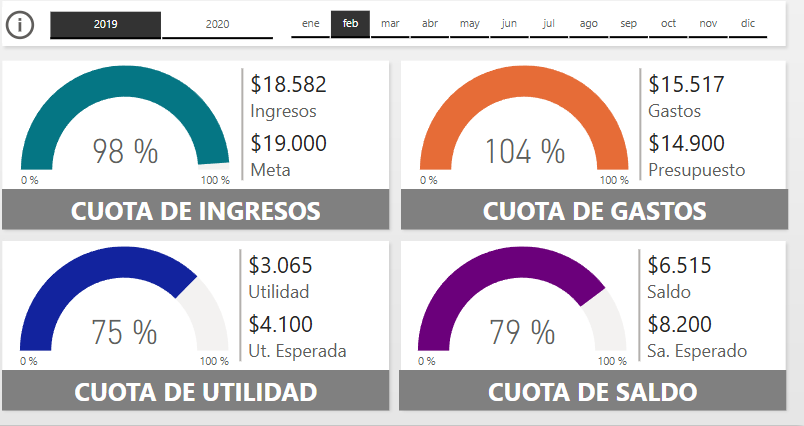 2019 2020 ene feb mar abr may jun jul ago sep oct nov dic
98 %
0 % 100 %
$18.582
Ingresos
$19.000
Meta
CUOTA DE INGRESOS
104 %
0 % 100 %
$15.517
Gastos
$14.900
Presupuesto
CUOTA DE GASTOS
75 %
0 % 100 %
$3.065
Utilidad
$4.100
Ut. Esperada
CUOTA DE UTILIDAD
79 %
0 % 100 %
$6.515
Saldo
$8.200
Sa. Esperado
CUOTA DE SALDO